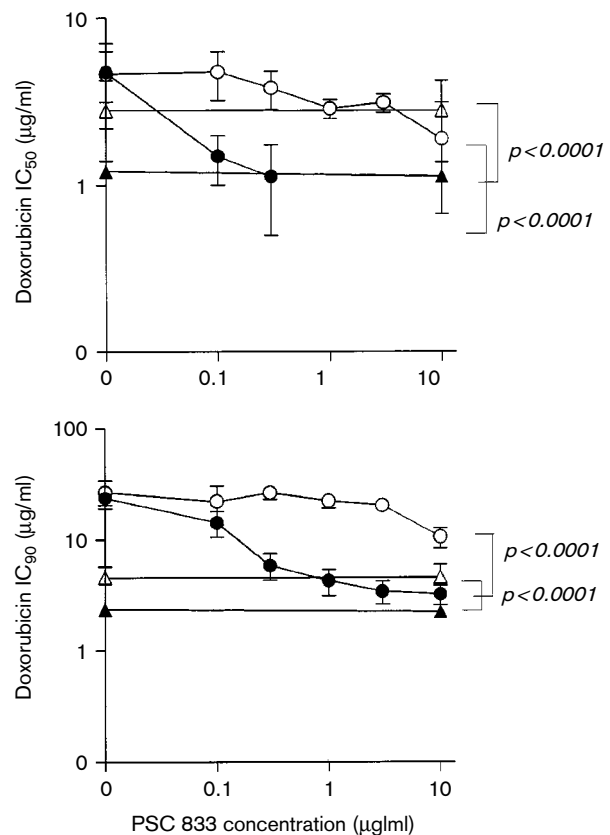 10
1
0
Doxorubicin IC50 (μg/ml)
p<0.0001
p<0.0001
0
0.1
1
10
100
10
1
0
Doxorubicin IC90 (μg/ml)
p<0.0001
p<0.0001
0
0.1
1
10
PSC 833 concentration (μglml)